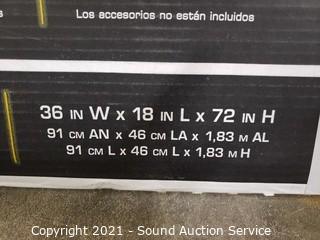 Los accesorios no están incluidos
36 IN W x 18 IN L x 72 IN H
91 CM AN x 46 CM LA x 1,83 M AL
91 CM L x 46 CM L x 1,83 M H
Copyright 2021 - Sound Auction Service